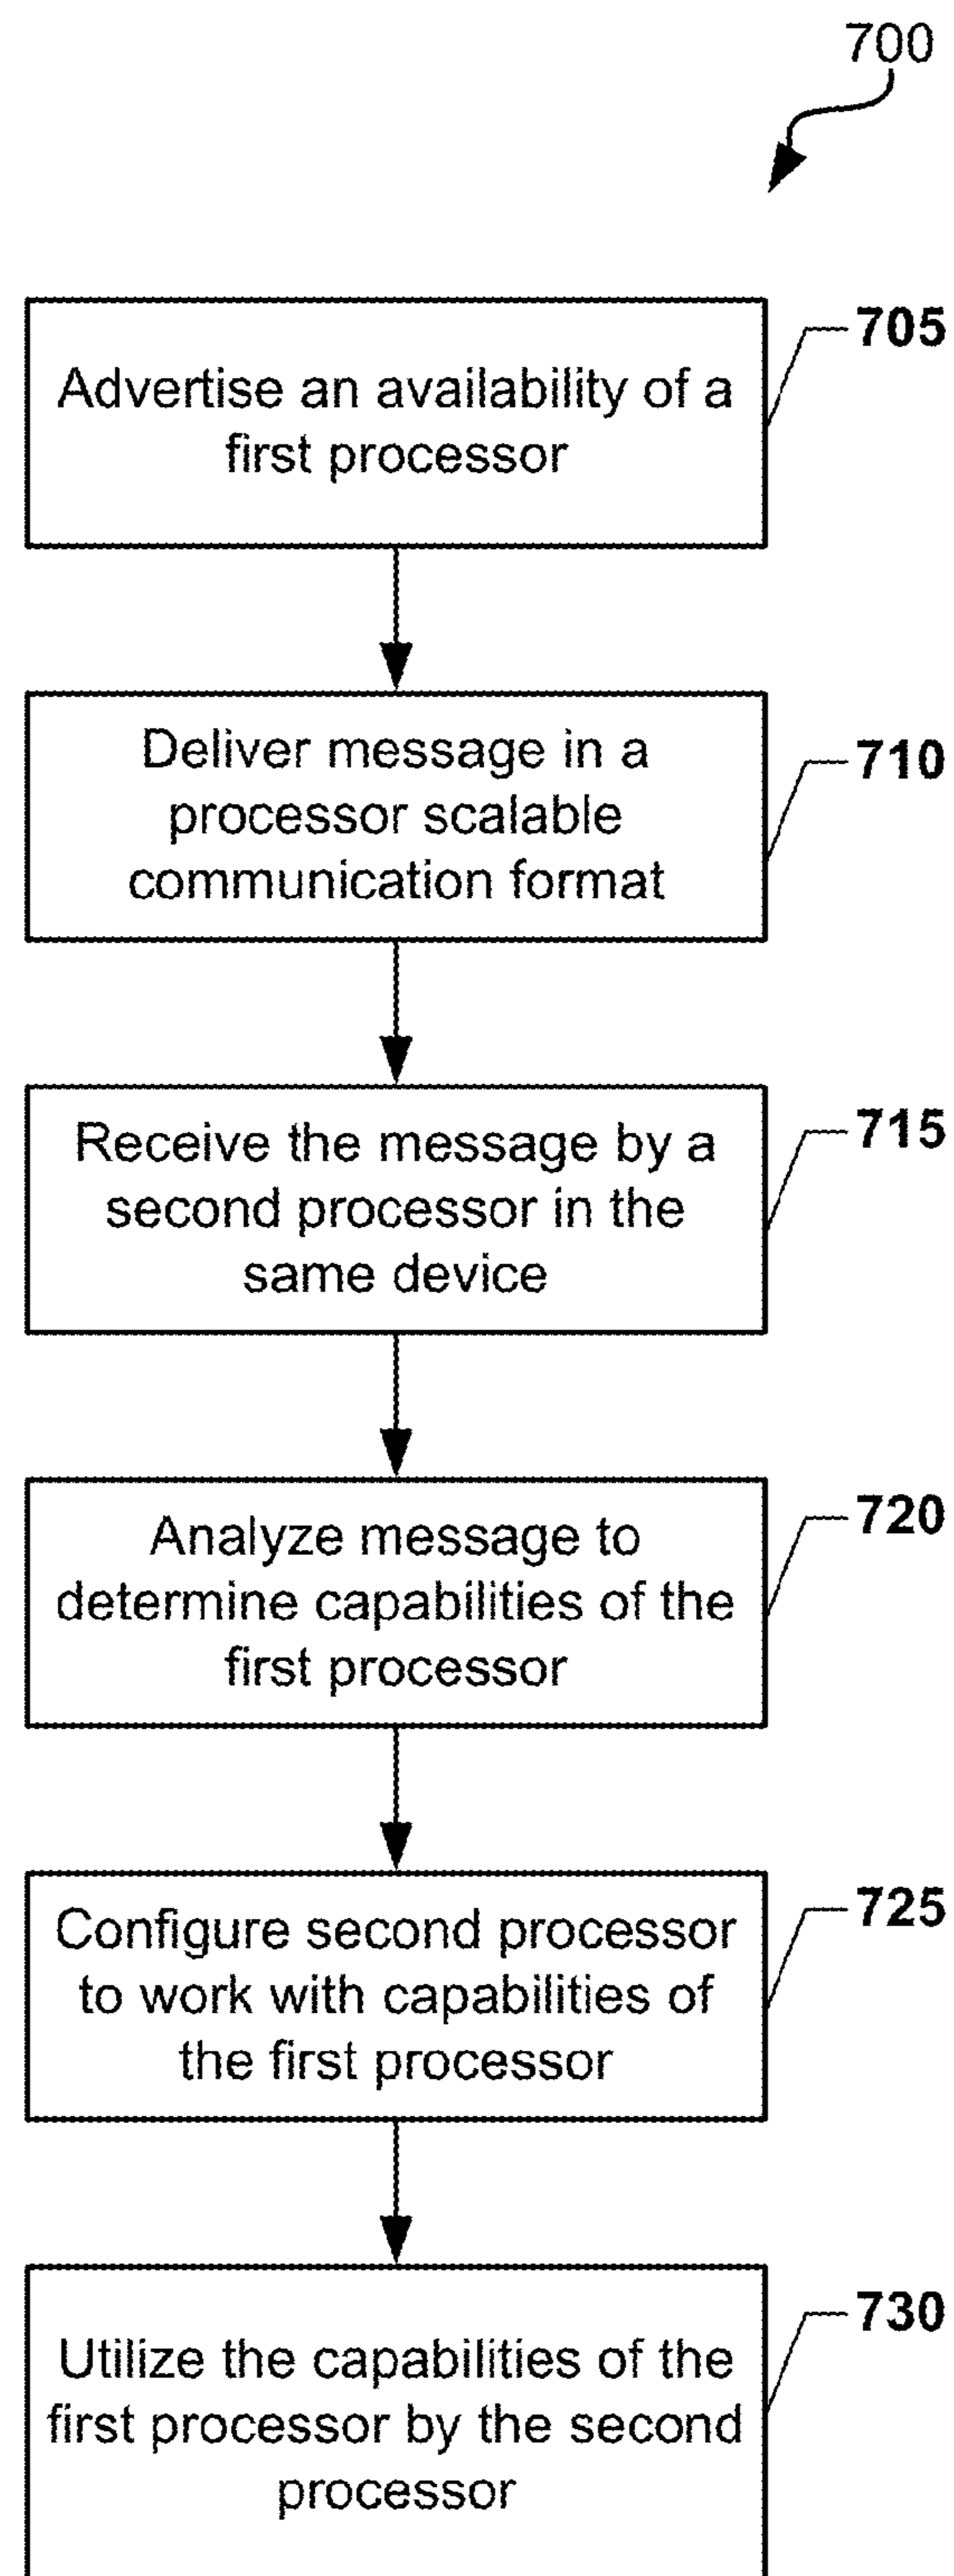 700
Advertise an availability of a
first processor
705
Deliver message in a
processor scalable
communication format
710
Receive the message by a
second processor in the
same device
715
Analyze message to
determine capabilities of the
first processor
720
Configure second processor
to work with capabilities of
the first processor
725
Utilize the capabilities of the
first processor by the second
processor
730